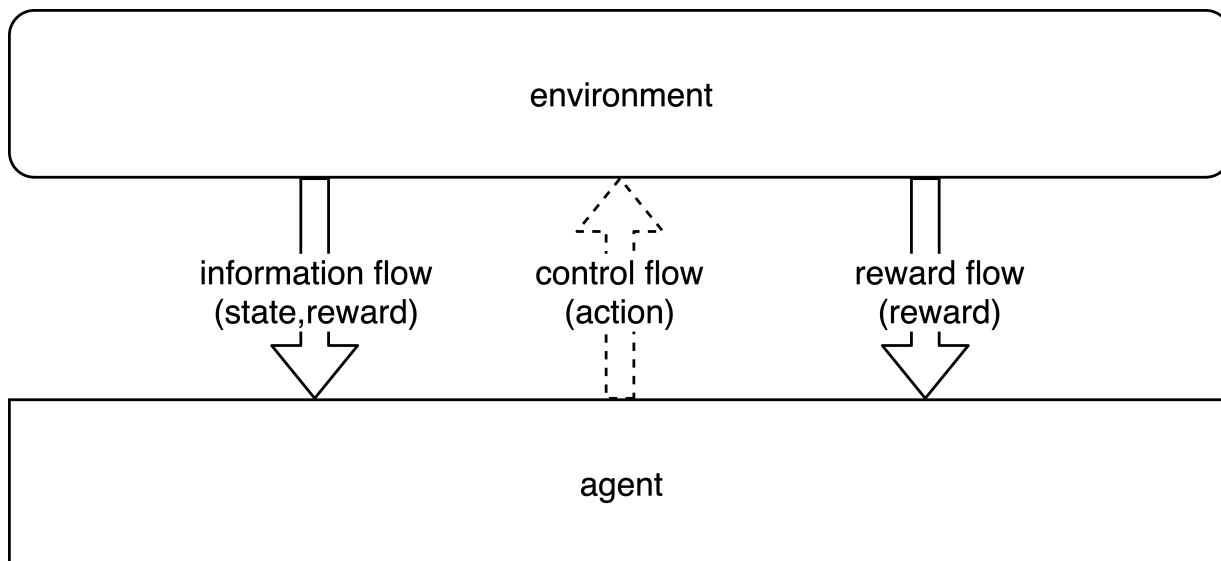 environment
information flow
(state,reward)
control flow
(action)
reward flow
(reward)
agent